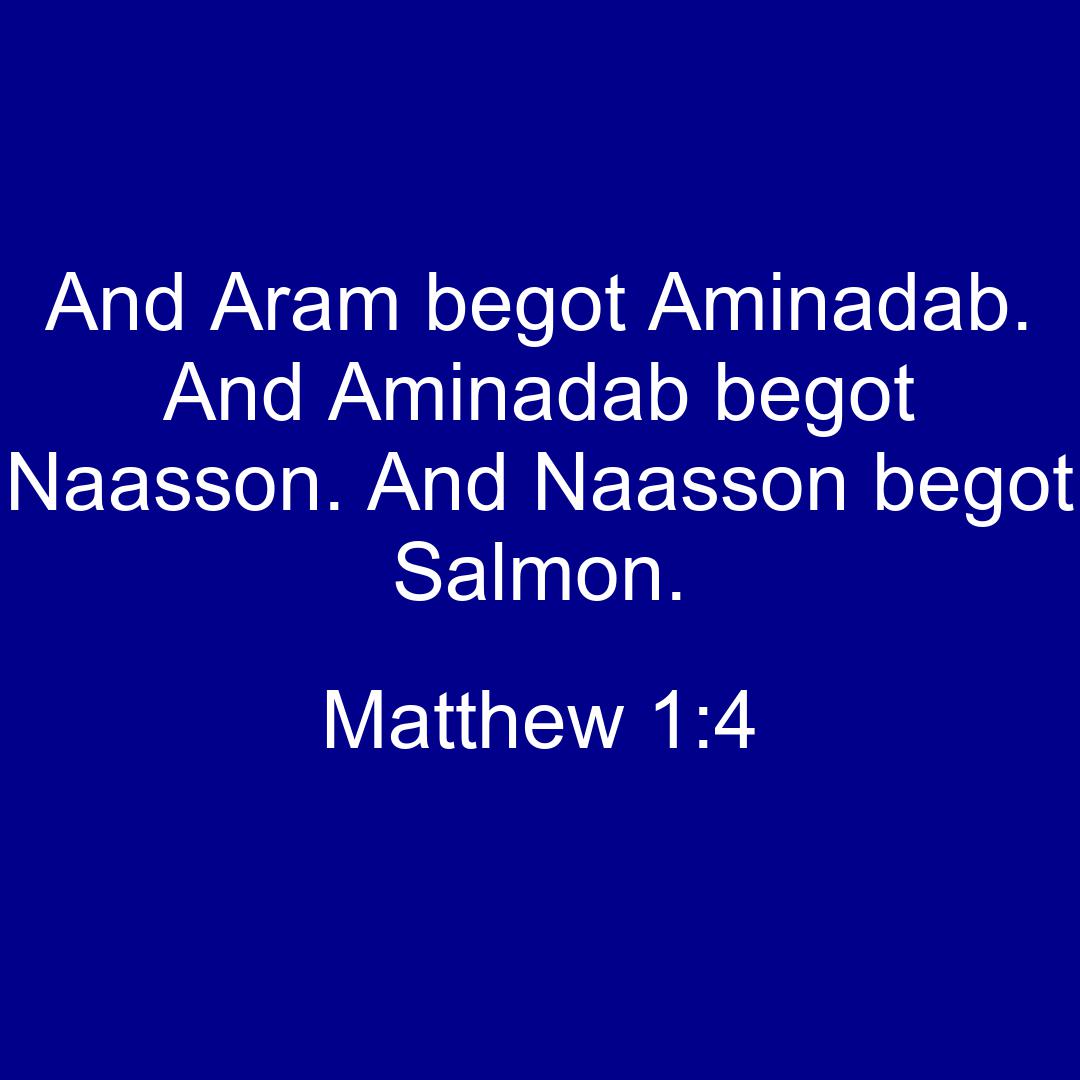 And Aram begot Aminadab.
And Aminadab begot
Naasson. And Naasson begot
Salmon.
Matthew 1:4